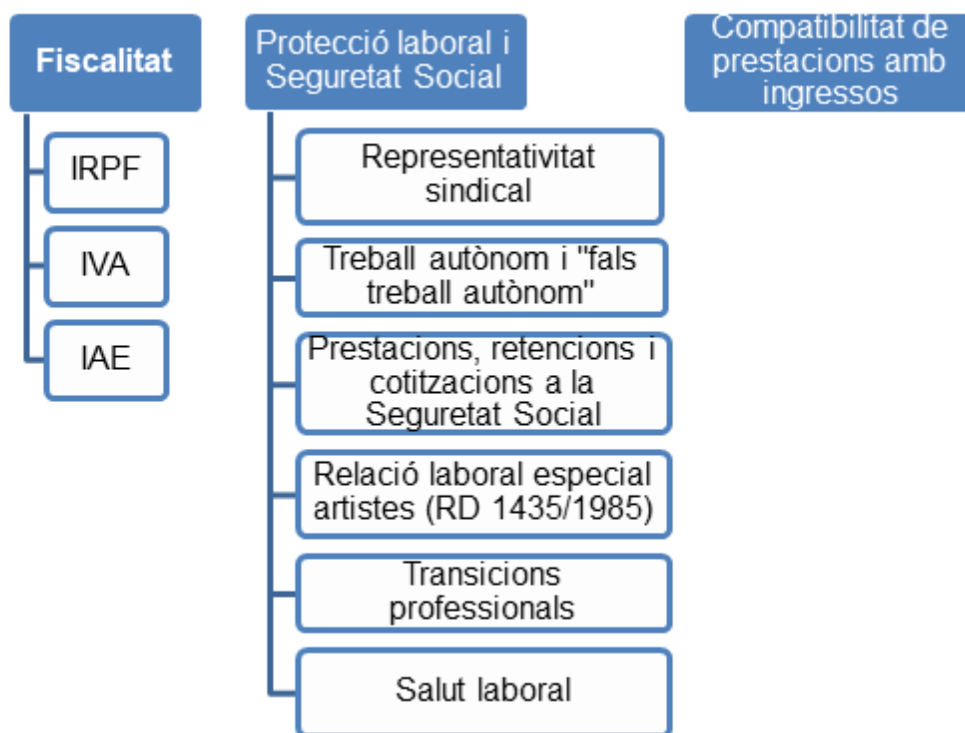 Fiscalitat
IRPF
IVA
IAE
Protecció laboral i
Seguretat Social
Representativitat
sindical
Treball autònom i "fals
treball autònom"
Prestacions, retencions i
cotitzacions a la
Seguretat Social
Relació laboral especial
artistes (RD 1435/1985)
Transicions
professionals
Salut laboral
Compatibilitat de
prestacions amb
ingressos